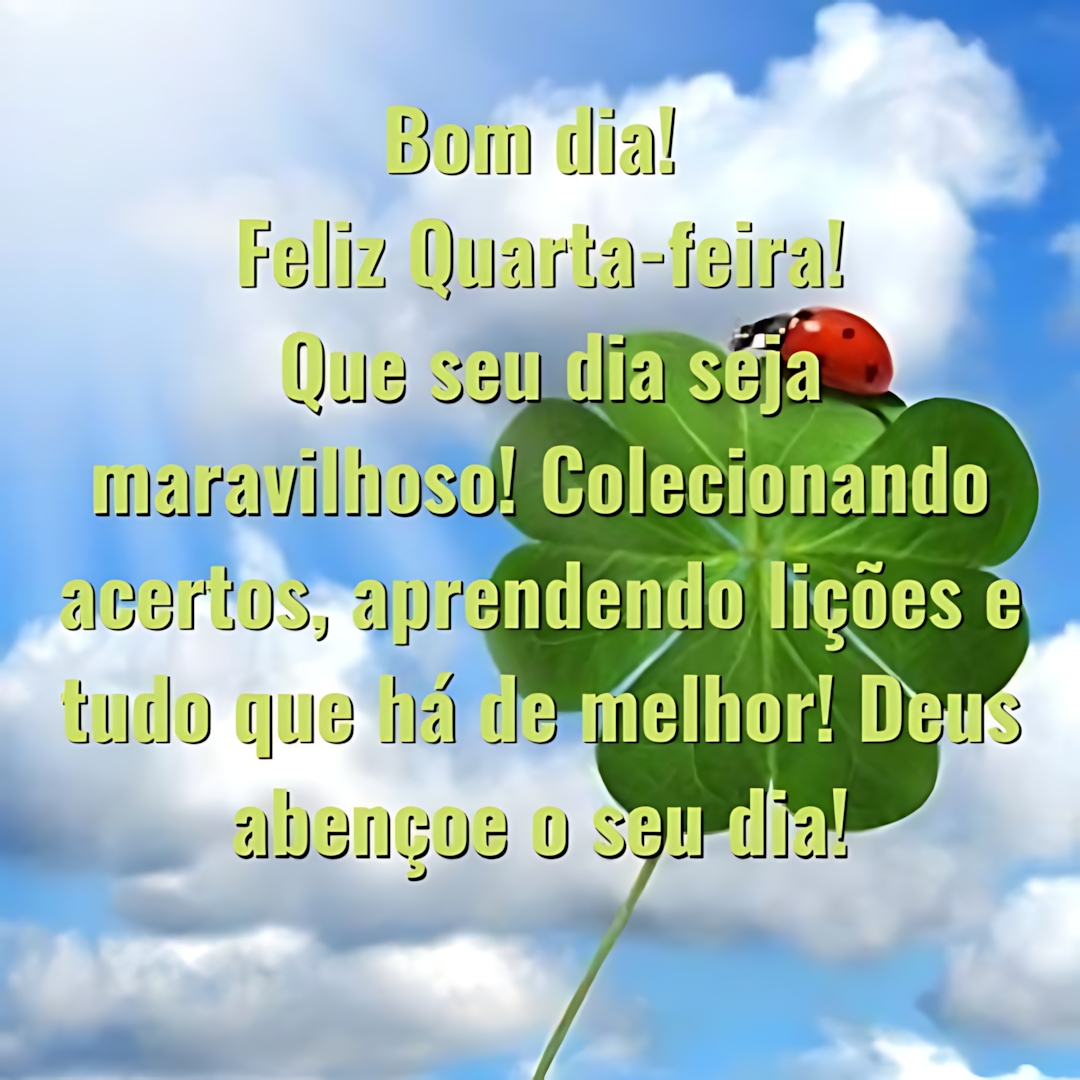 Bom dia!
Feliz Quarta-feira!
Que seu dia seja
maravilhoso! Colecionando
acertos, aprendendo lições e
tudo que há de melhor! Deus
abençoe o seu dia!